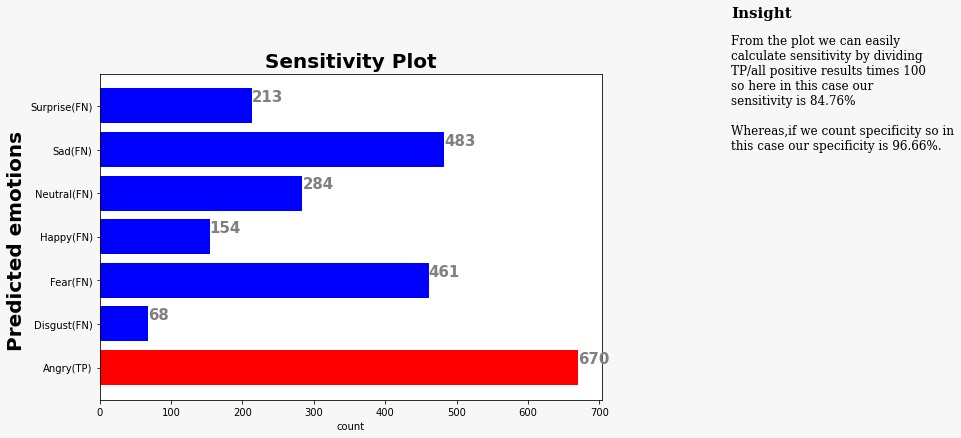 Insight
From the plot we can easily
calculate sensitivity by dividing
TP/all positive results times 100
so here in this case our
sensitivity is 84.76%
Whereas,if we count specificity so in
this case our specificity is 96.66%.
Sensitivity Plot
Predicted emotions
Surprise(FN)
213
Sad(FN)
483
Neutral(FN)
284
Happy(FN)
154
Fear(FN)
461
Disgust(FN)
68
Angry(TP)
670
0 100 200 300 400 500 600 700
count